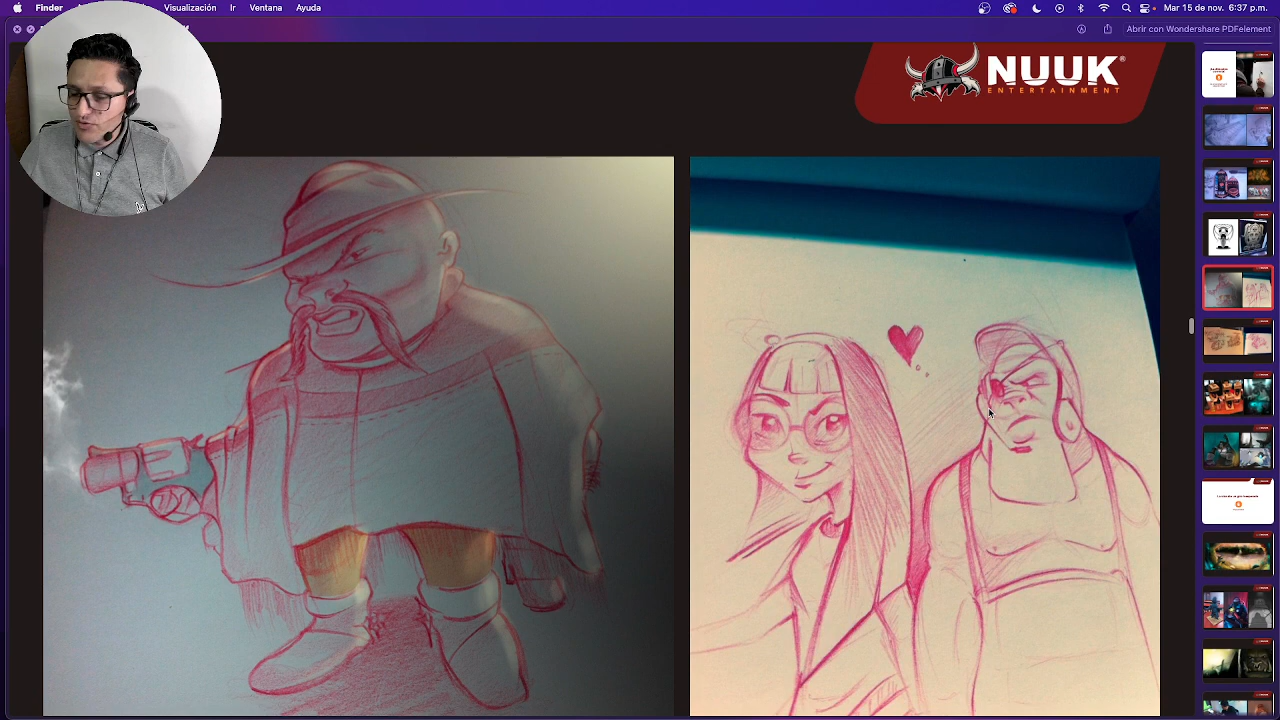 Finder
Visualización Ir Ventana Ayuda
Mar 15 de nov. 6:37 p.m.
Abrir con Wondershare PDFelement
NUUK®
ENTERTAINMENT